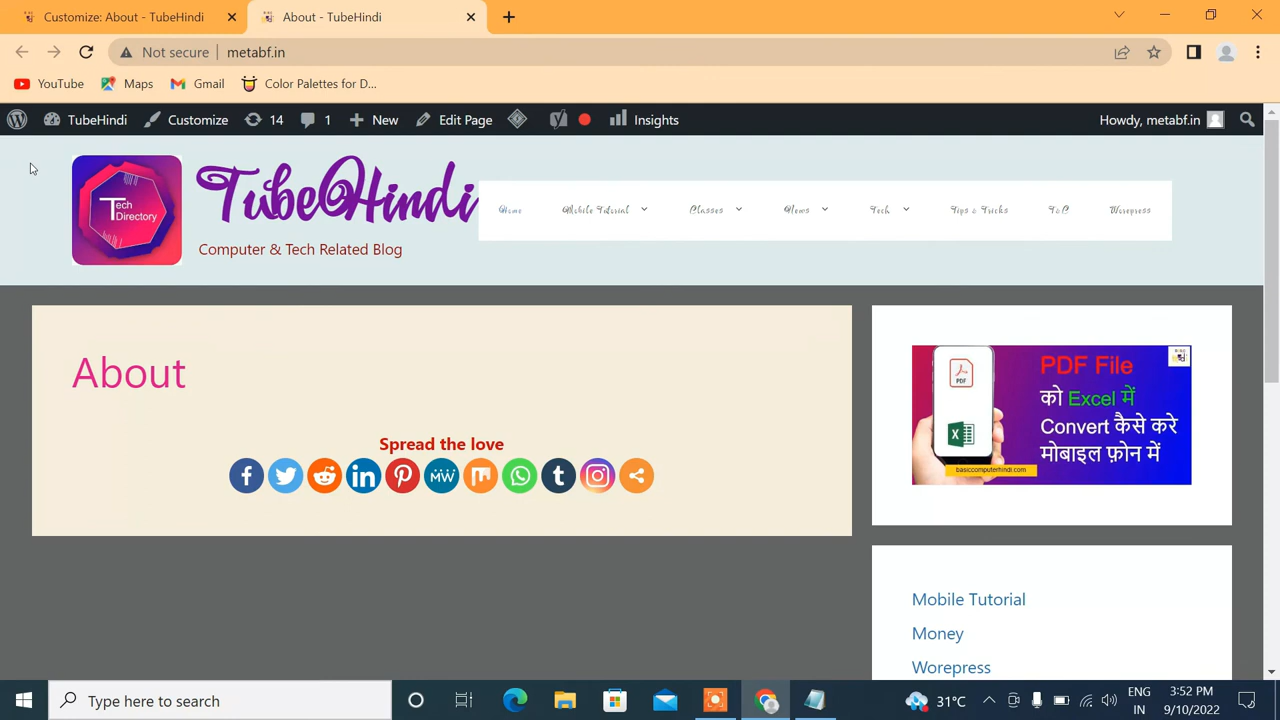 Customize: About - TubeHindi
About - TubeHindi
Not secure
metabf.in
YouTube
Maps
Gmail
Color Palettes for D...
TubeHindi
Customize
14
1
New
Edit Page
Insights
Howdy, metabf.in
Tech
Directory
TubeHindi
Computer & Tech Related Blog
Home
Mobile Tutorial
Classes
News
Tech
Tips & Tricks
T&C
Worepress
About
Spread the love
PDF File
को Excel में
Convert कैसे करे
मोबाइल फ़ोन में
PDF
basiccomputerhindi.com
Mobile Tutorial
Money
Worepress
Type here to search
31°C
ENG
IN
3:52 PM
9/10/2022